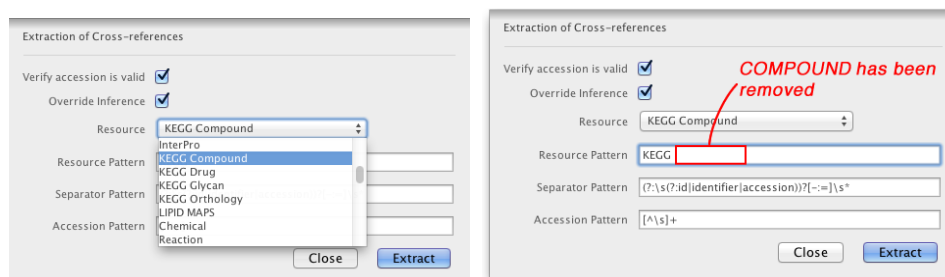 Extraction of Cross-references
Verify accession is valid
Override Inference
Resource KEGG Compound
InterPro
KEGG Compound
KEGG Drug
KEGG Glycan
KEGG Orthology
LIPID MAPS
Chemical
Reaction
Resource Pattern
Separator Pattern
Accession Pattern
Close Extract
Extraction of Cross-references
Verify accession is valid
Override Inference
COMPOUND has been
removed
Resource KEGG Compound
Resource Pattern KEGG
Separator Pattern (?:\s(?:id|identifier|accession))?[-:=]\s*
Accession Pattern [^\s]+
Close Extract